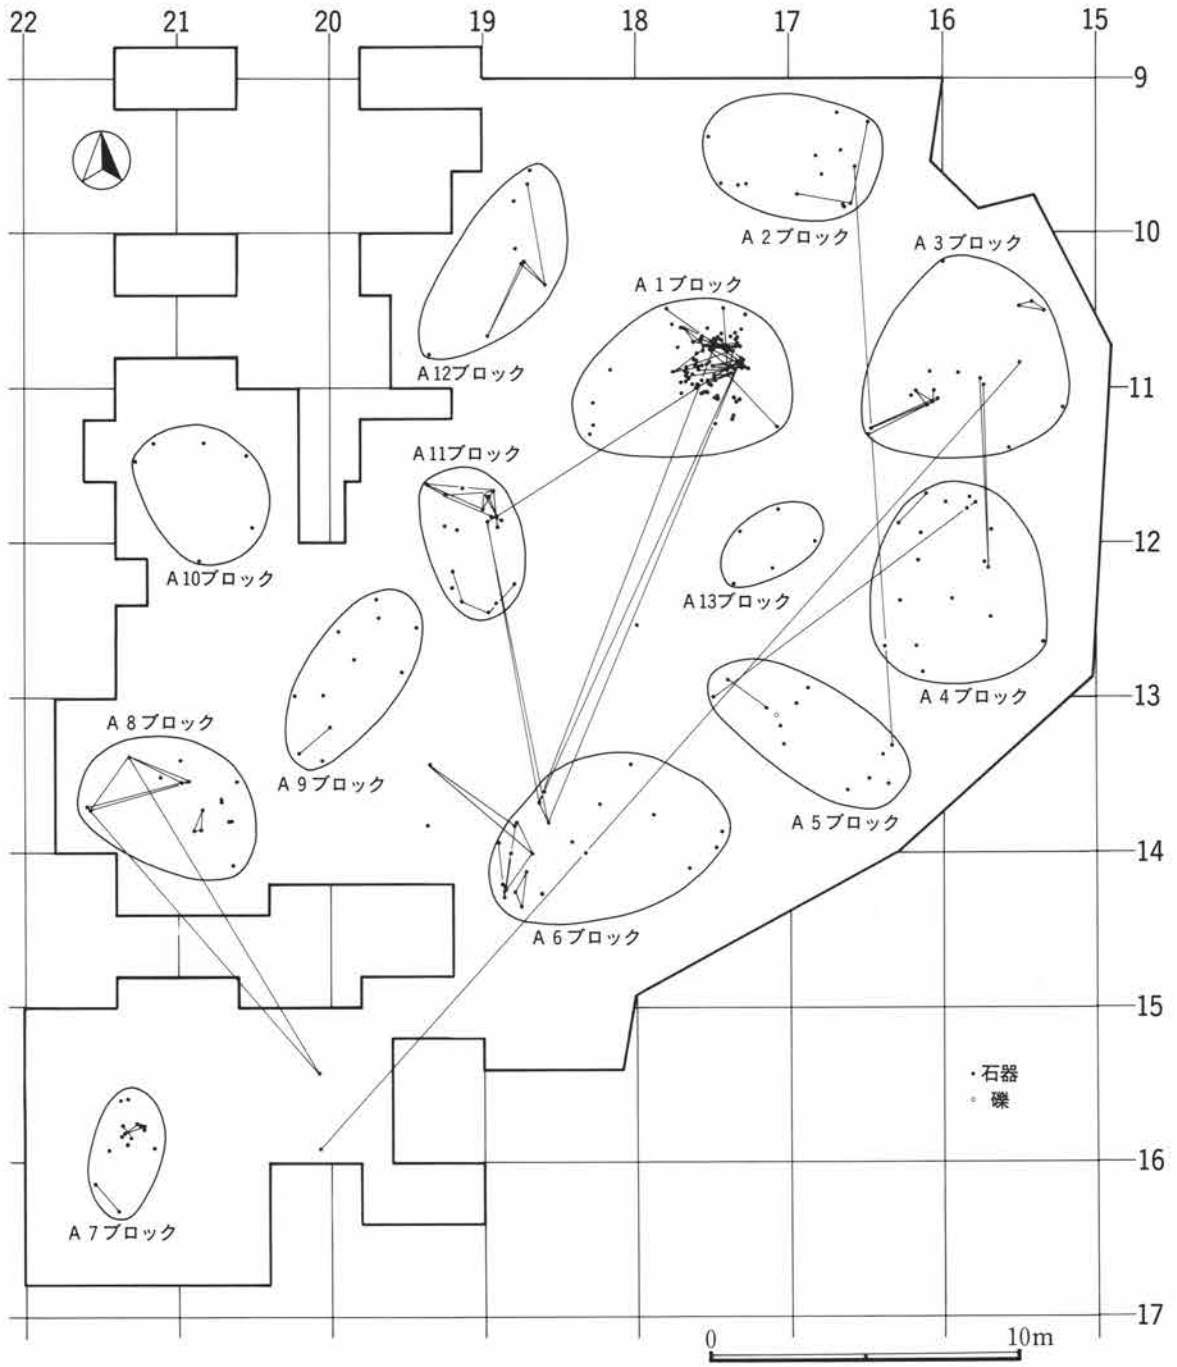 22 21 20 19 18 17 16 15
9
A 2ブロック
10
A 3ブロック
A 1ブロック
A12ブロック
11
A11ブロック
12
A10ブロック
A13ブロック
A 4ブロック
13
A 8ブロック
A 9ブロック
A 5ブロック
14
A 6ブロック
15
・石器
○ 礫
16
A 7ブロック
17
0 10m